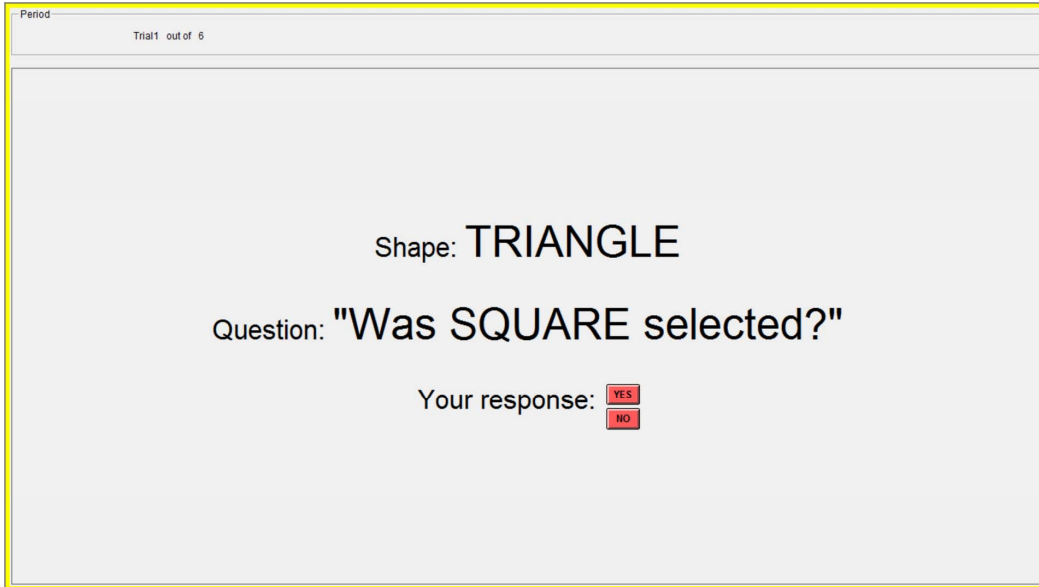 Period
Trial1 out of 6
Shape: TRIANGLE
Question: "Was SQUARE selected?"
Your response: YES
NO